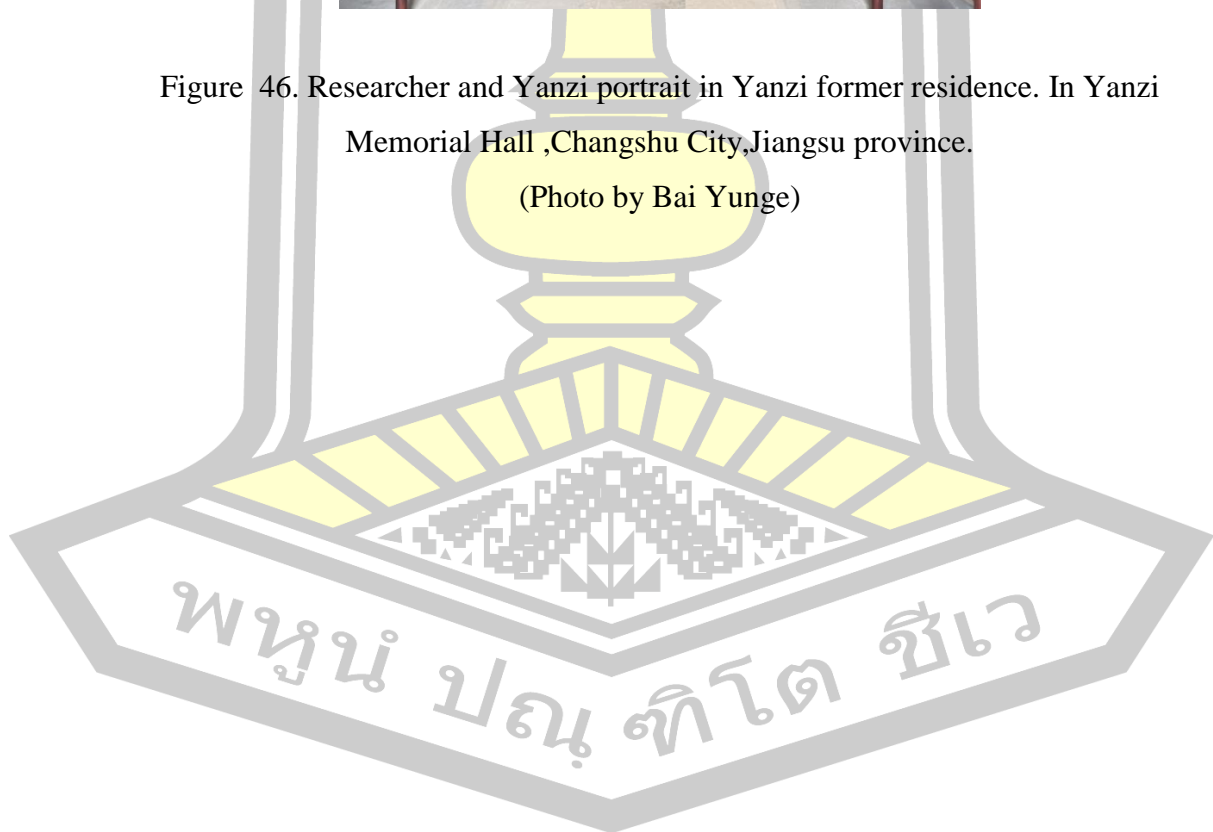 Figure  46. Researcher and Yanzi portrait in Yanzi former residence. In Yanzi
Memorial Hall ,Changshu City,Jiangsu province.
(Photo by Bai Yunge)
พหูนํ ปณฺฑิโต ชีเว